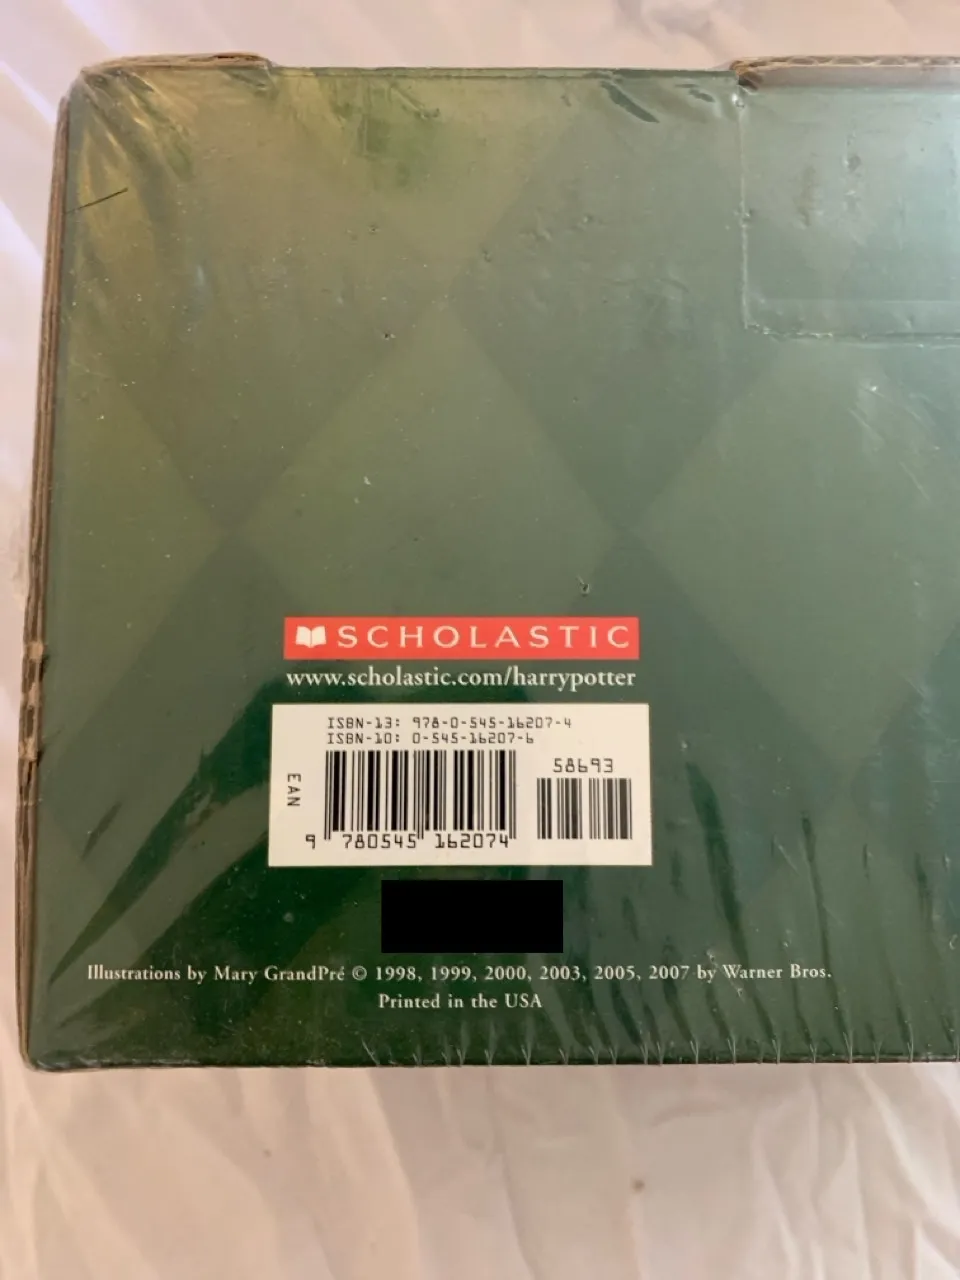 SCHOLASTIC
www.scholastic.com/harrypotter
ISBN-13: 978-0-545-16207-4
ISBN-10: 0-545-16207-6
58693
EAN
9 780545 162074
Illustrations by Mary GrandPré © 1998, 1999, 2000, 2003, 2005, 2007 by Warner Bros.
Printed in the USA